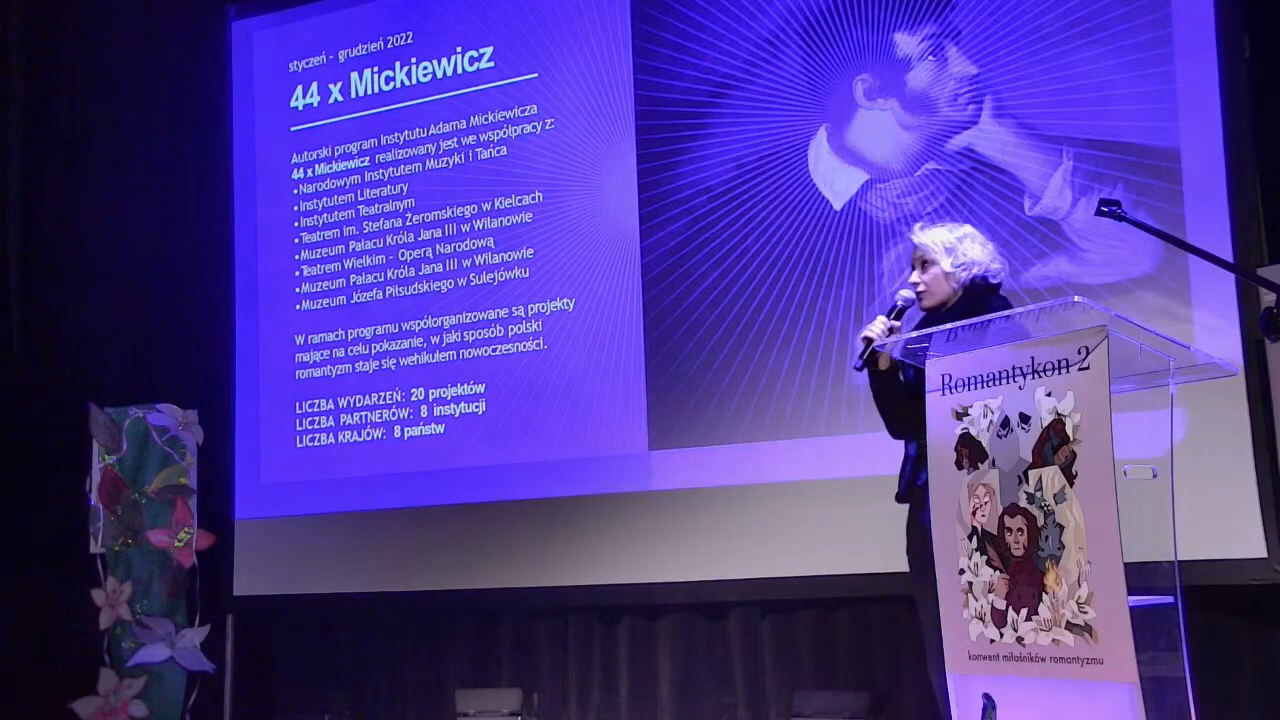 styczeń - grudzień 2022
44 x Mickiewicz
Autorski program Instytutu Adama Mickiewicza
44 x Mickiewicz realizowany jest we współpracy z:
•Narodowym Instytutem Muzyki i Tańca
•Instytutem Literatury
•Instytutem Teatralnym
•Teatrem im. Stefana Żeromskiego w Kielcach
•Muzeum Pałacu Króla Jana III w Wilanowie
•Teatrem Wielkim - Operą Narodową
•Muzeum Pałacu Króla Jana III w Wilanowie
•Muzeum Józefa Piłsudskiego w Sulejówku
W ramach programu współorganizowane są projekty
mające na celu pokazanie, w jaki sposób polski
romantyzm staje się wehikułem nowoczesności.
LICZBA WYDARZEŃ: 20 projektów
LICZBA PARTNERÓW: 8 instytucji
LICZBA KRAJÓW: 8 państw
Romantykon 2
konwent miłośników romantyzmu